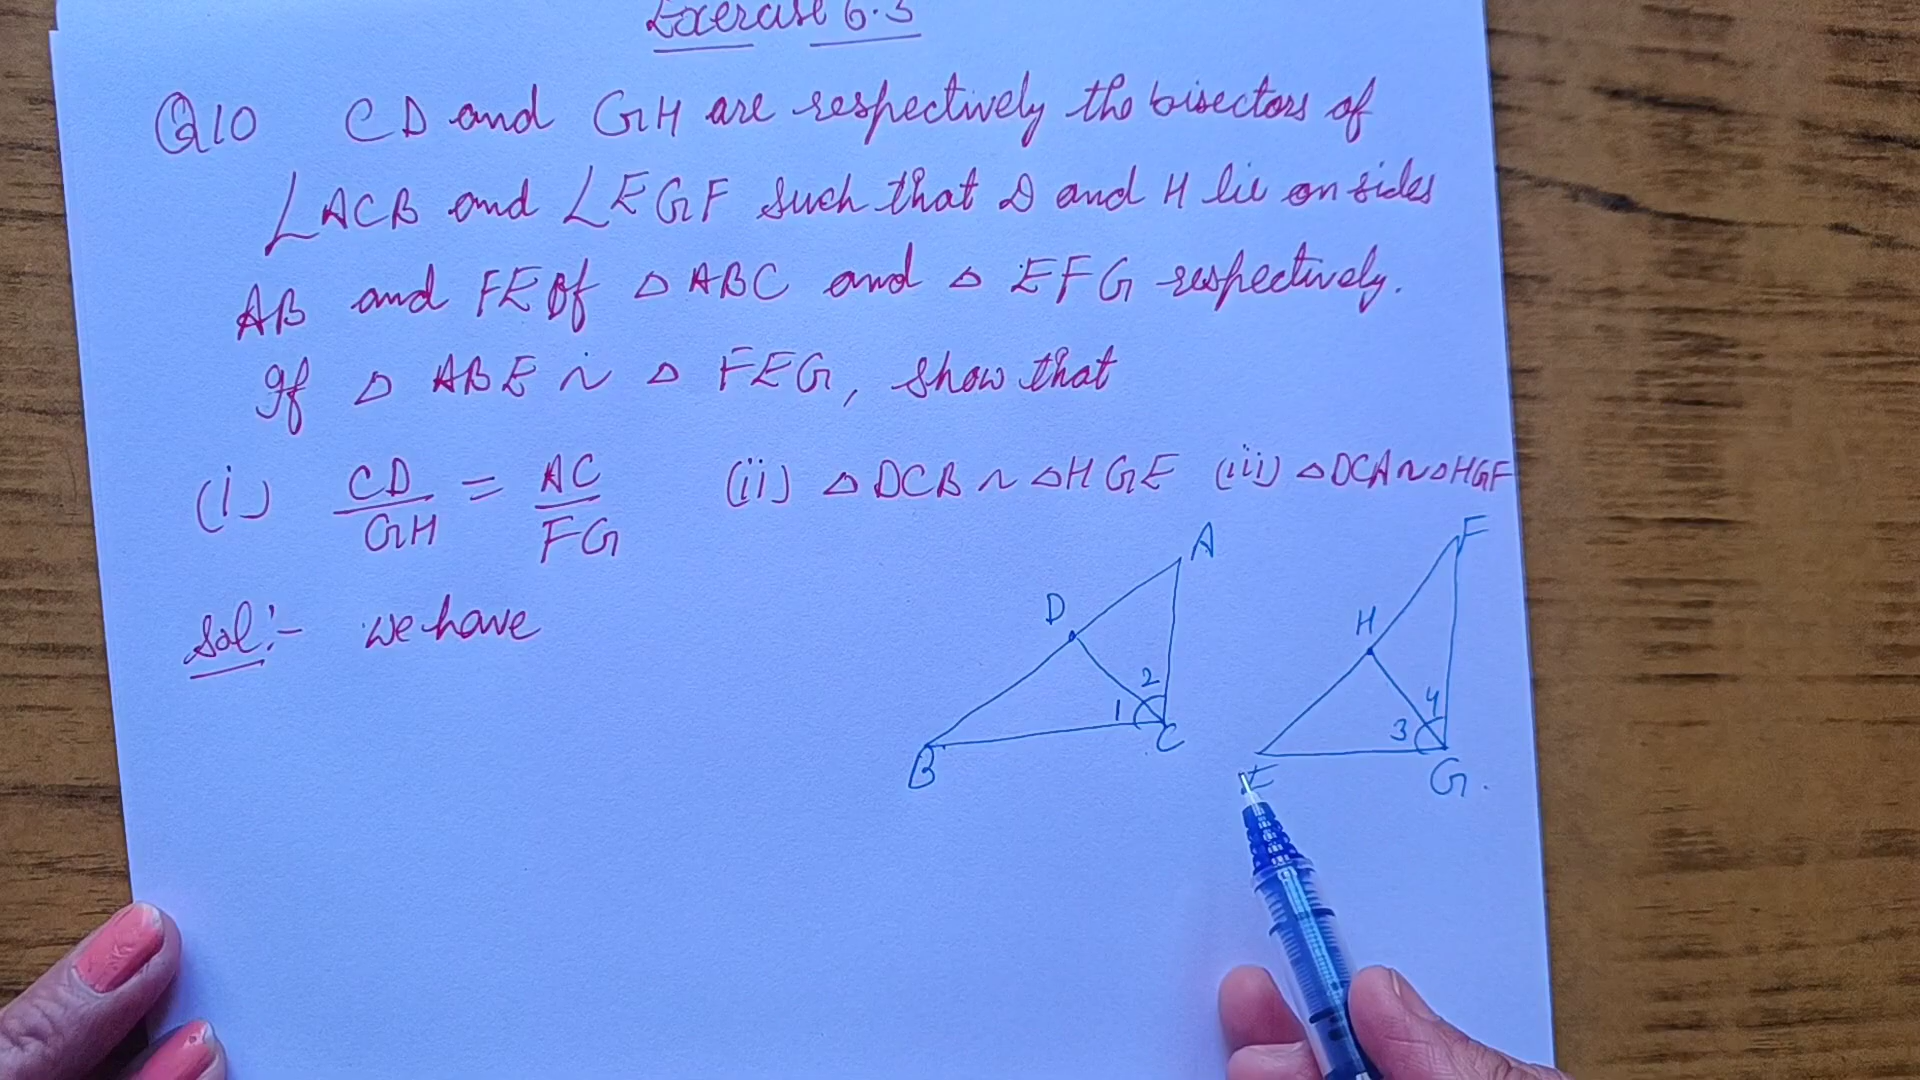 Exercise 6.3
Q10 CD and GH are respectively the bisectors of
∠ACB and ∠EGF such that D and H lie on sides
AB and FE of △ ABC and △ EFG respectively.
If △ ABE ~ △ FEG, show that
(i) CD/GH = AC/FG (ii) △DCB ~ △HGE (iii) △DCA ~ △HGF
Sol:- We have
A
F
D
H
2
1
4
3
C
B
E
G.